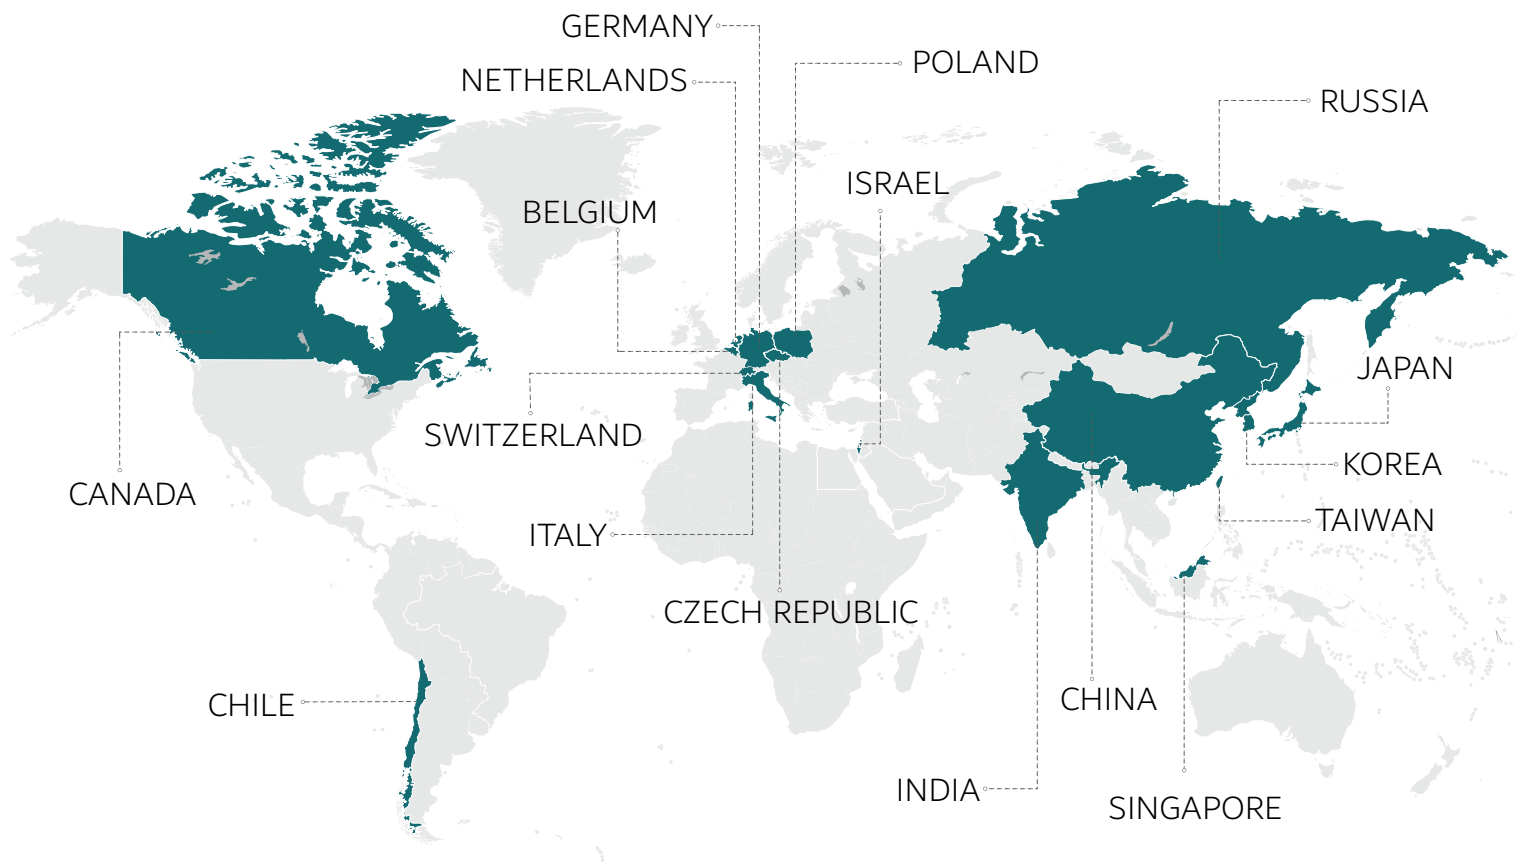 GERMANY
POLAND
NETHERLANDS
RUSSIA
ISRAEL
BELGIUM
JAPAN
SWITZERLAND
KOREA
CANADA
TAIWAN
ITALY
CZECH REPUBLIC
CHINA
CHILE
INDIA
SINGAPORE